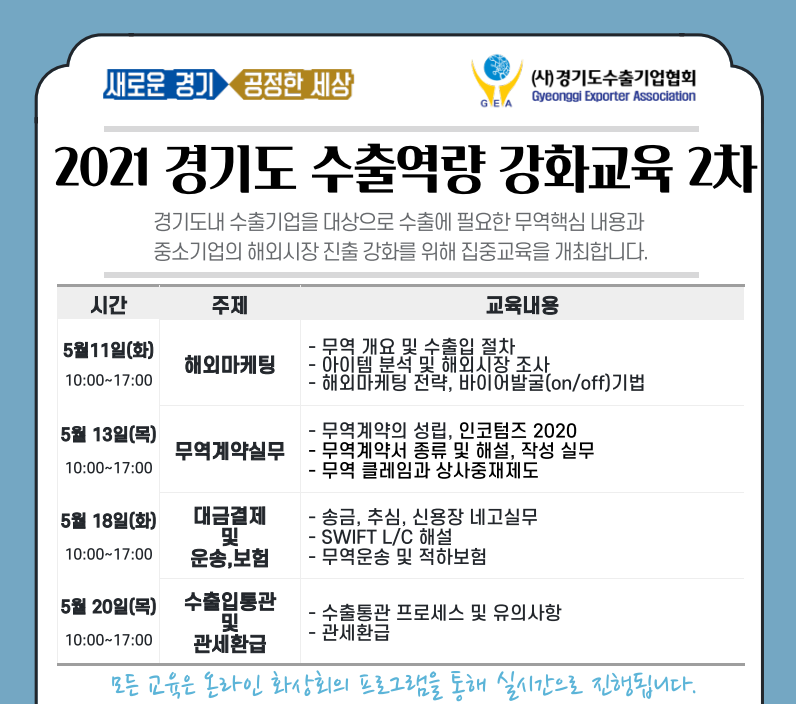 새로운 경기 공정한 세상
GEA
(사)경기도수출기업협회
Gyeonggi Exporter Association
2021 경기도 수출역량 강화교육 2차
경기도내 수출기업을 대상으로 수출에 필요한 무역핵심 내용과
중소기업의 해외시장 진출 강화를 위해 집중교육을 개최합니다.
시간 주제 교육내용
5월11일(화)
10:00~17:00
해외마케팅
- 무역 개요 및 수출입 절차
- 아이템 분석 및 해외시장 조사
- 해외마케팅 전략, 바이어발굴(on/off)기법
5월 13일(목)
10:00~17:00
무역계약실무
- 무역계약의 성립, 인코텀즈 2020
- 무역계약서 종류 및 해설, 작성 실무
- 무역 클레임과 상사중재제도
5월 18일(화)
10:00~17:00
대금결제
및
운송,보험
- 송금, 추심, 신용장 네고실무
- SWIFT L/C 해설
- 무역운송 및 적하보험
5월 20일(목)
10:00~17:00
수출입통관
및
관세환급
- 수출통관 프로세스 및 유의사항
- 관세환급
모든 교육은 온라인 화상회의 프로그램을 통해 실시간으로 진행됩니다.